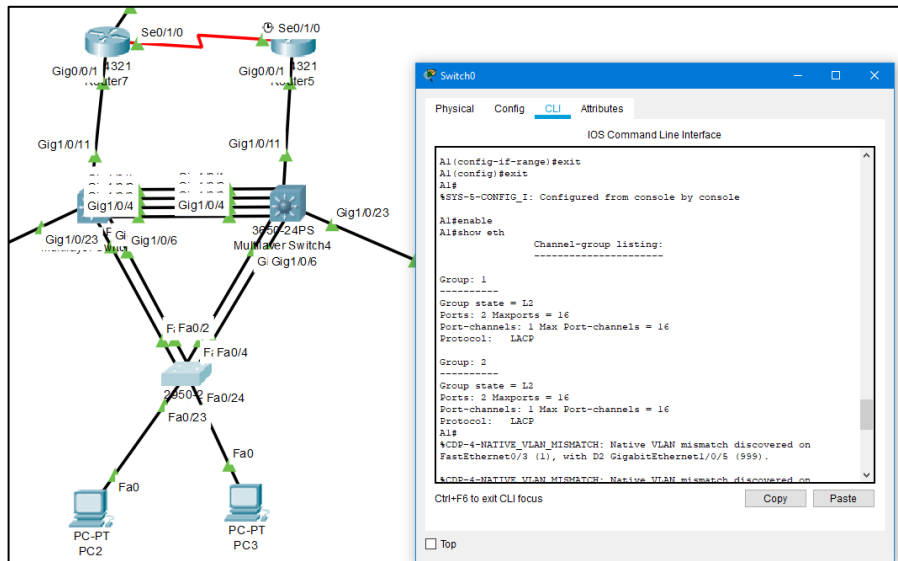 Se0/1/0
Se0/1/0
4321
Gig0/0/1
Router7
4321
Gig0/0/1
Router5
Gig1/0/11
Gig1/0/11
Gig1/0/4
Gig1/0/4
Gig1/0/23
Gig1/0/6
3650-24PS
Multilayer Switch4
Gig1/0/23
Gig1/0/6
Fa0/2
Fa0/4
Fa0/24
Fa0/23
Fa0
Fa0
PC-PT
PC2
PC-PT
PC3
Switch0
Physical Config CLI Attributes
IOS Command Line Interface
A1(config-if-range)#exit
A1(config)#exit
A1#
%SYS-5-CONFIG_I: Configured from console by console
A1#enable
A1#show eth
Channel-group listing:
----------------------
Group: 1
----------
Group state = L2
Ports: 2 Maxports = 16
Port-channels: 1 Max Port-channels = 16
Protocol: LACP
Group: 2
----------
Group state = L2
Ports: 2 Maxports = 16
Port-channels: 1 Max Port-channels = 16
Protocol: LACP
A1#
%CDP-4-NATIVE_VLAN_MISMATCH: Native VLAN mismatch discovered on
FastEthernet0/3 (1), with D2 GigabitEthernet1/0/5 (999).
%CDP-4-NATIVE_VLAN_MISMATCH: Native VLAN mismatch discovered on
Ctrl+F6 to exit CLI focus
Copy Paste
Top